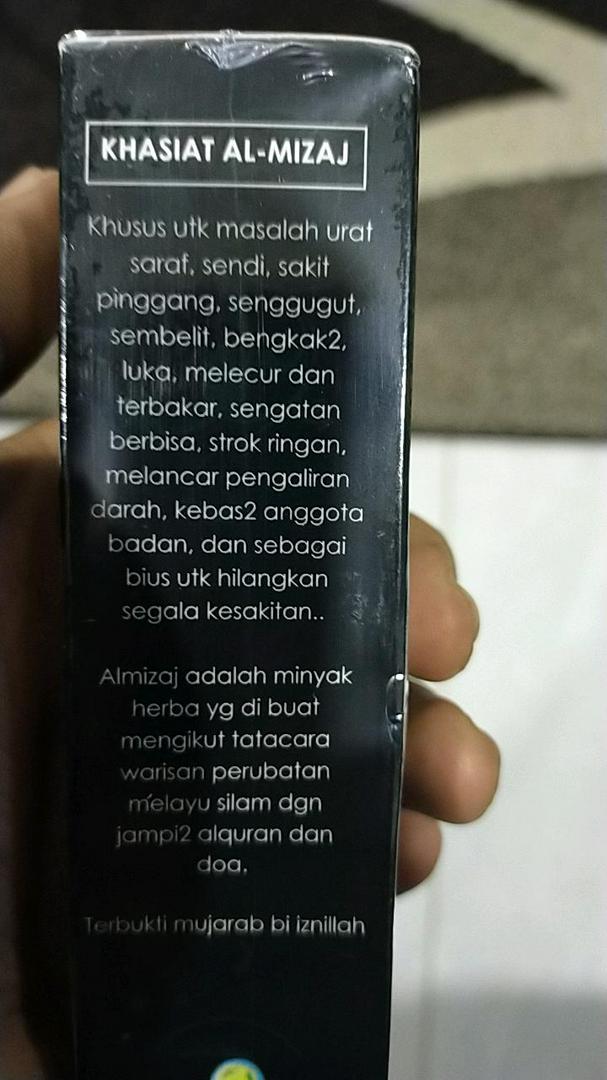 KHASIAT AL-MIZAJ
Khusus utk masalah urat
saraf, sendi, sakit
pinggang, senggugut,
sembelit, bengkak2,
luka, melecur dan
terbakar, sengatan
berbisa, strok ringan,
melancar pengaliran
darah, kebas2 anggota
badan, dan sebagai
bius utk hilangkan
segala kesakitan..
Almizaj adalah minyak
herba yg di buat
mengikut tatacara
warisan perubatan
melayu silam dgn
jampi2 alquran dan
doa.
Terbukti mujarab bi iznillah